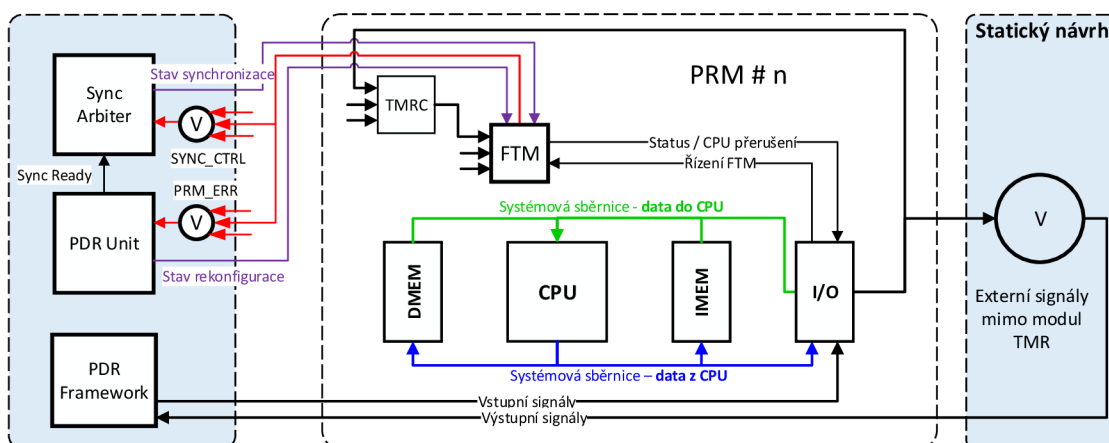 Statický návrh
PRM # n
Stav synchronizace
Sync
Arbiter
V
SYNC_CTRL
TMRC
FTM
Status / CPU přerušení
Řízení FTM
Sync Ready
PRM_ERR
V
PDR Unit
Stav rekonfigurace
Systémová sběrnice - data do CPU
DMEM
CPU
IMEM
I/O
V
Externí signály
mimo modul
TMR
Systémová sběrnice – data z CPU
PDR
Framework
Vstupní signály
Výstupní signály